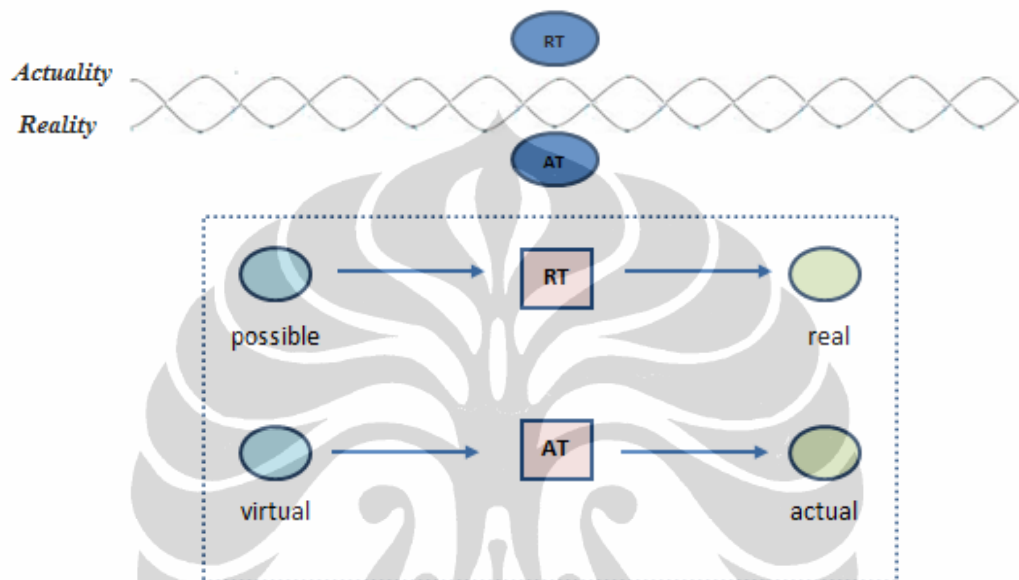 RT
Actuality
Reality
AT
RT
possible
real
AT
virtual
actual